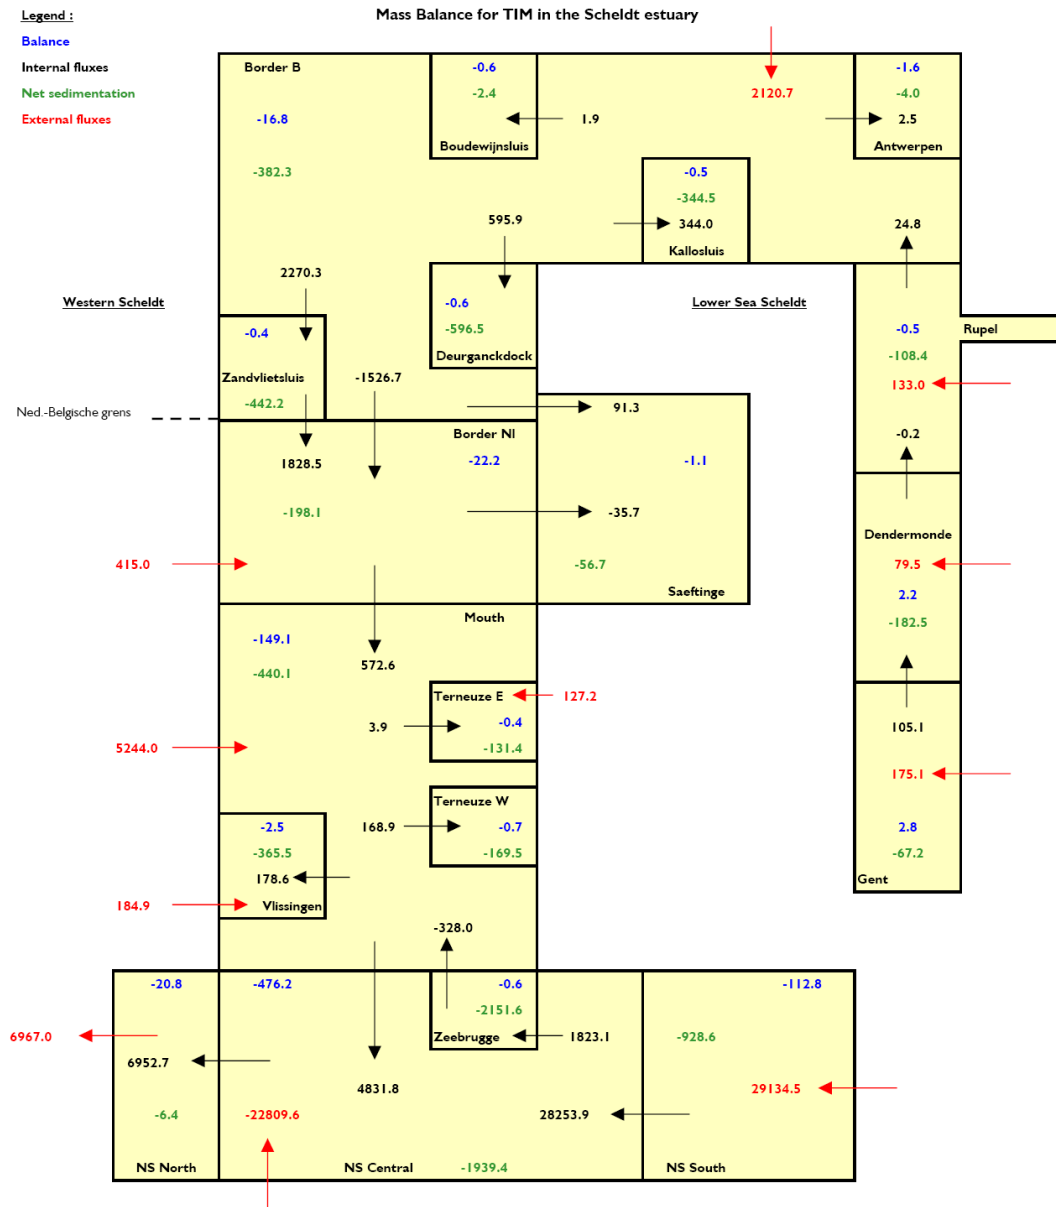 Legend :
Mass Balance for TIM in the Scheldt estuary
Balance
Internal fluxes
Net sedimentation
External fluxes
Border B
-0.6
-1.6
-2.4
2120.7
-4.0
-16.8
1.9
2.5
Boudewijnsluis
Antwerpen
-382.3
-0.5
-344.5
595.9
344.0
24.8
Kallosluis
2270.3
Western Scheldt
-0.6
Lower Sea Scheldt
-0.4
-596.5
-0.5
Rupel
Deurganckdock
-108.4
Zandvlietsluis
-1526.7
133.0
-442.2
Ned.-Belgische grens
91.3
Border Nl
-0.2
1828.5
-22.2
-1.1
-198.1
-35.7
Dendermonde
415.0
-56.7
79.5
Saeftinge
2.2
Mouth
-182.5
-149.1
-440.1
572.6
Terneuze E
127.2
3.9
-0.4
105.1
5244.0
-131.4
175.1
Terneuze W
-2.5
168.9
-0.7
2.8
-365.5
-169.5
-67.2
178.6
Gent
184.9
Vlissingen
-328.0
-20.8
-476.2
-0.6
-112.8
-2151.6
6967.0
Zeebrugge
1823.1
-928.6
6952.7
4831.8
29134.5
-6.4
-22809.6
28253.9
NS North
NS Central
-1939.4
NS South